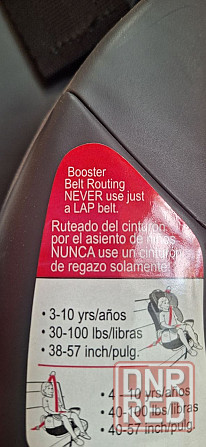 Booster
Belt Routing
NEVER use just
a LAP belt.
Ruteado del cinturón
por el asiento de niños
NUNCA use un cinturón
de regazo solamente.
• 3-10 yrs/años
• 30-100 lbs/libras
• 38-57 inch/pulg.
DNR
• 4 -10 yrs/años
• 40-100 lbs/libras
• 40-57 inch/pulg.